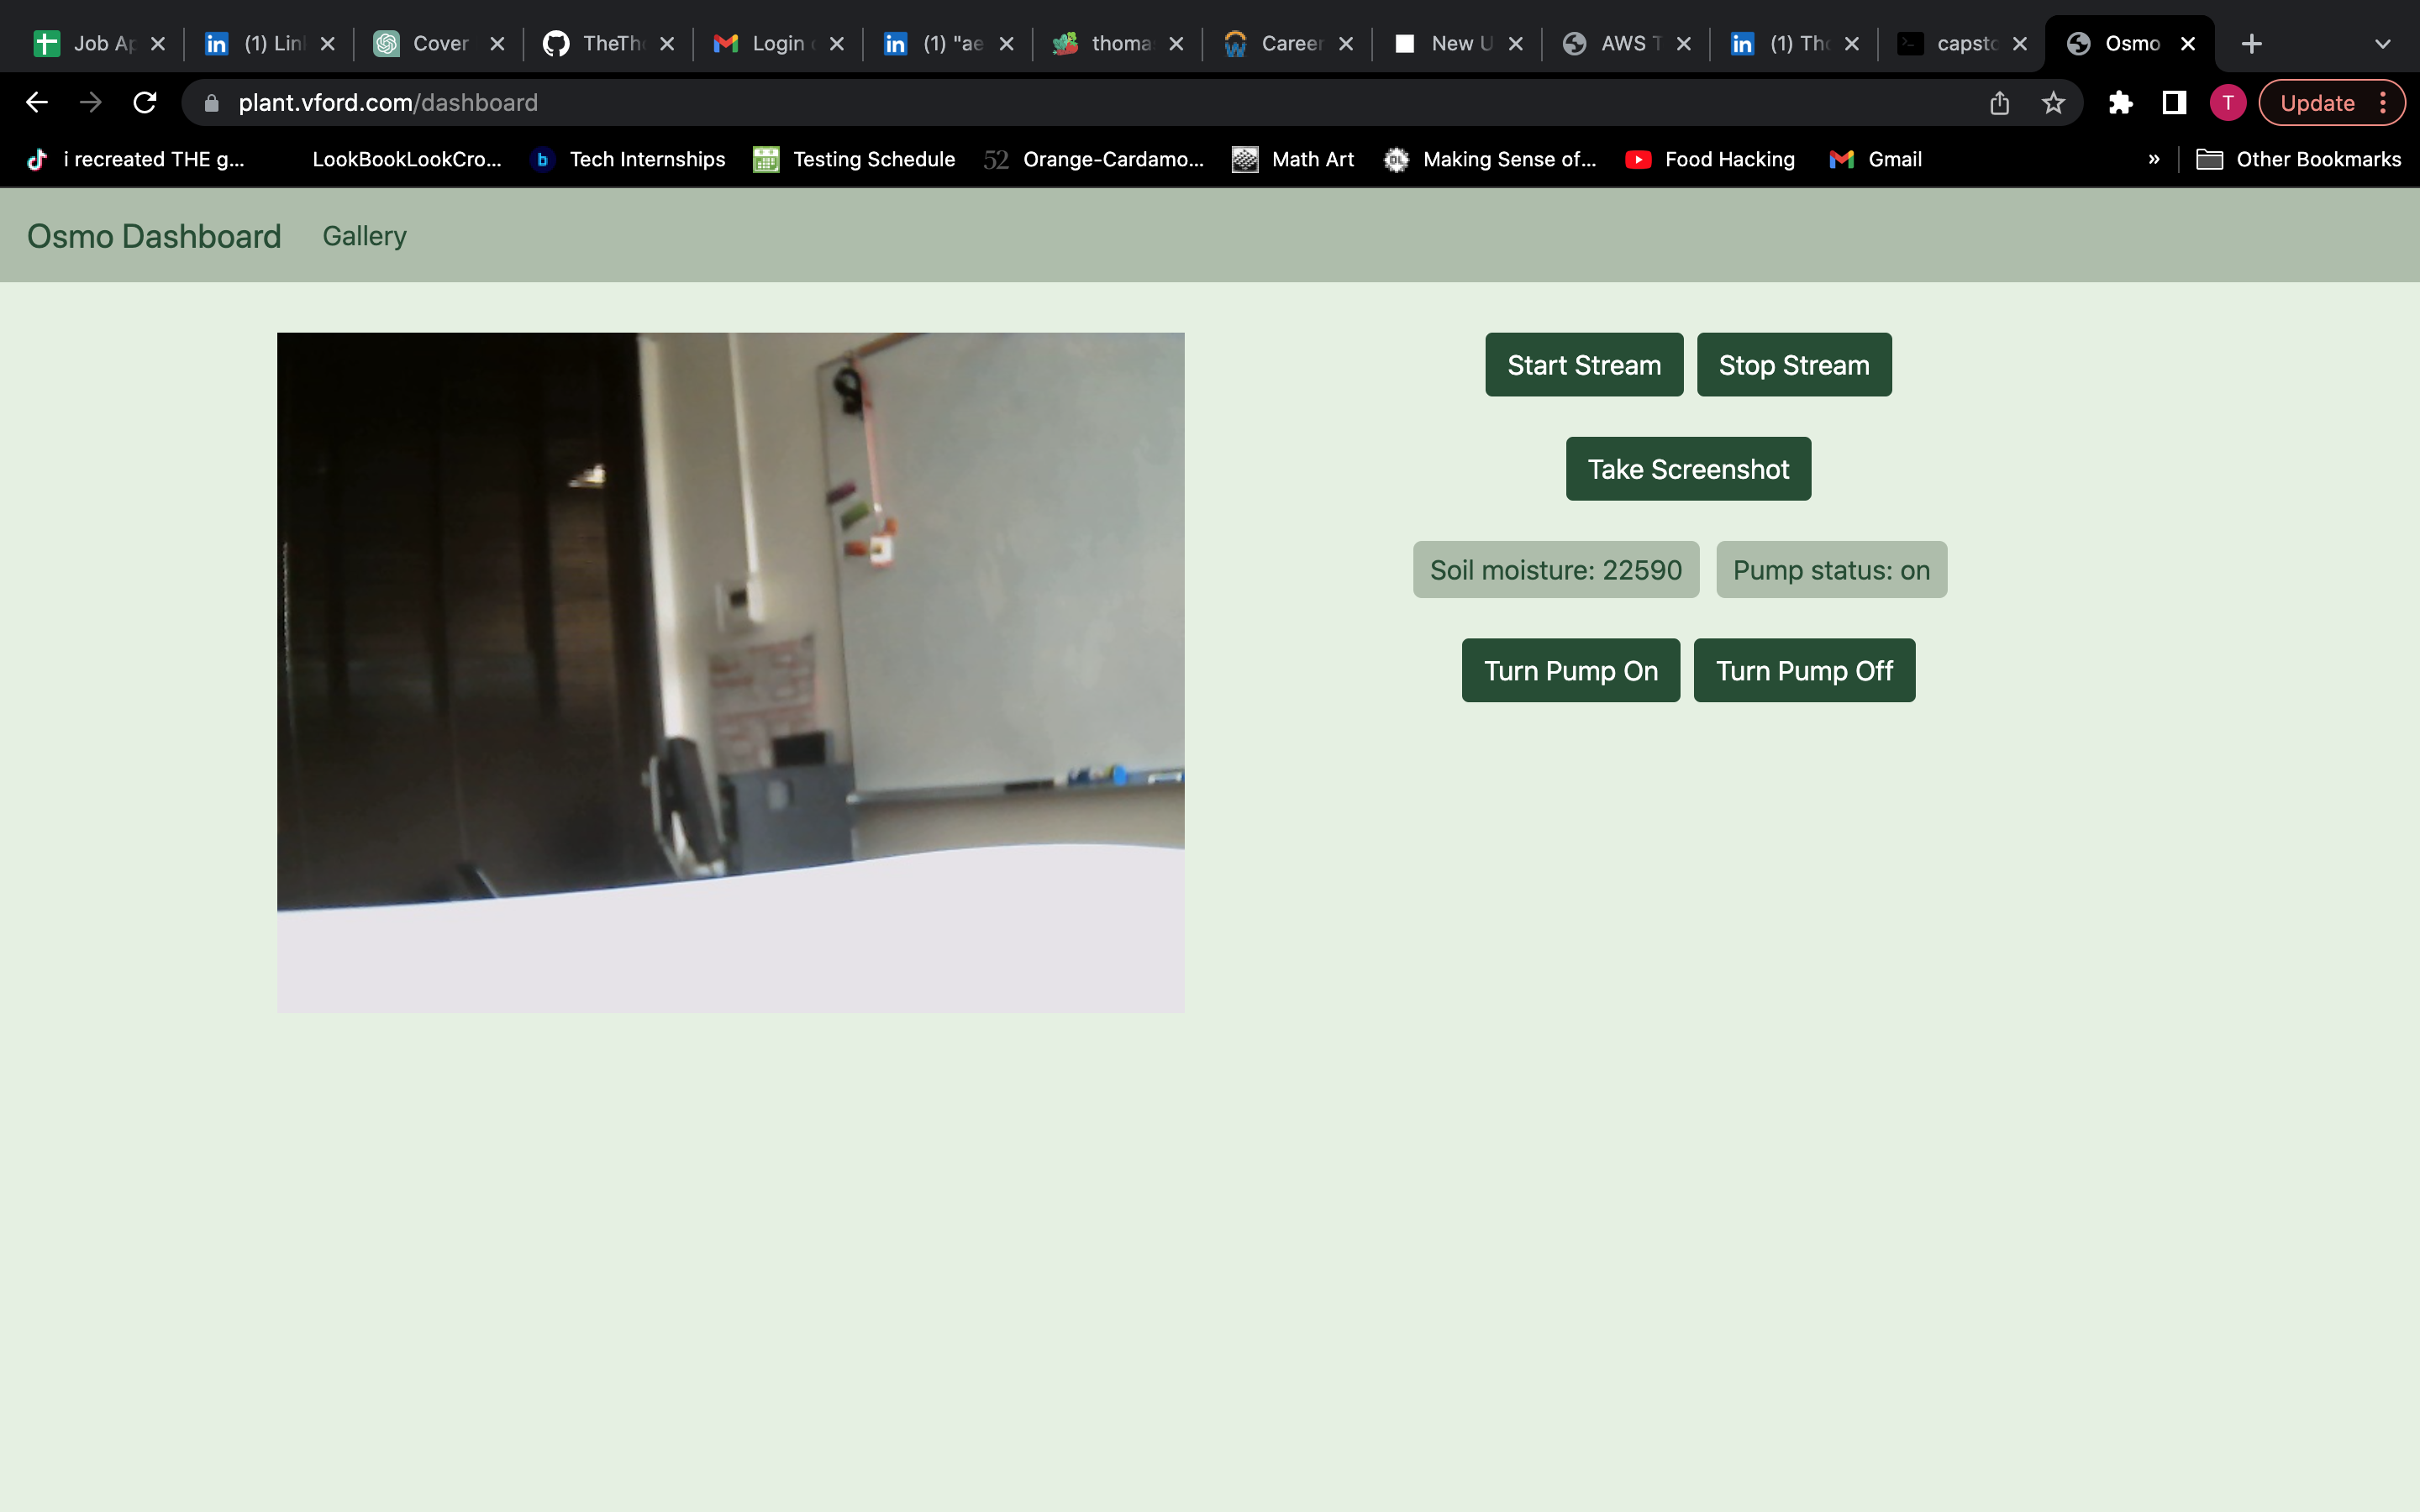 Job Ap (1) Lin Cover TheTh Login (1) "ae thoma Career New U AWS T (1) Tho capsto Osmo
plant.vford.com/dashboard T Update
i recreated THE g... LookBookLookCro... b Tech Internships Testing Schedule 52 Orange-Cardamo... Math Art Making Sense of... Food Hacking Gmail » Other Bookmarks
Osmo Dashboard Gallery
Start Stream Stop Stream
Take Screenshot
Soil moisture: 22590 Pump status: on
Turn Pump On Turn Pump Off